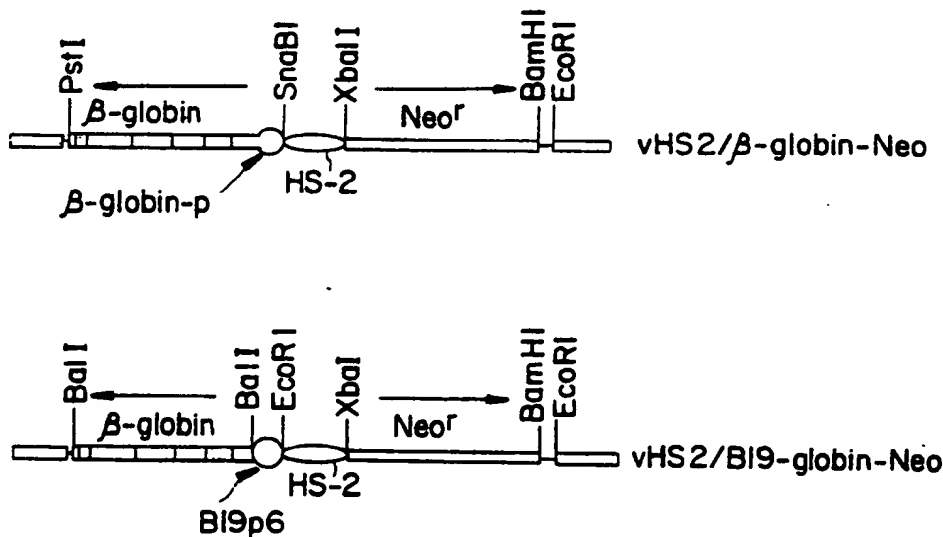 PstI
SnaBI
XbaII
BamHI
EcoRI
β-globin
Neoʳ
vHS2/β-globin-Neo
β-globin-p
HS-2
BalI
BalI
EcoRI
XbaI
BamHI
EcoRI
β-globin
Neoʳ
vHS2/B19-globin-Neo
HS-2
B19p6